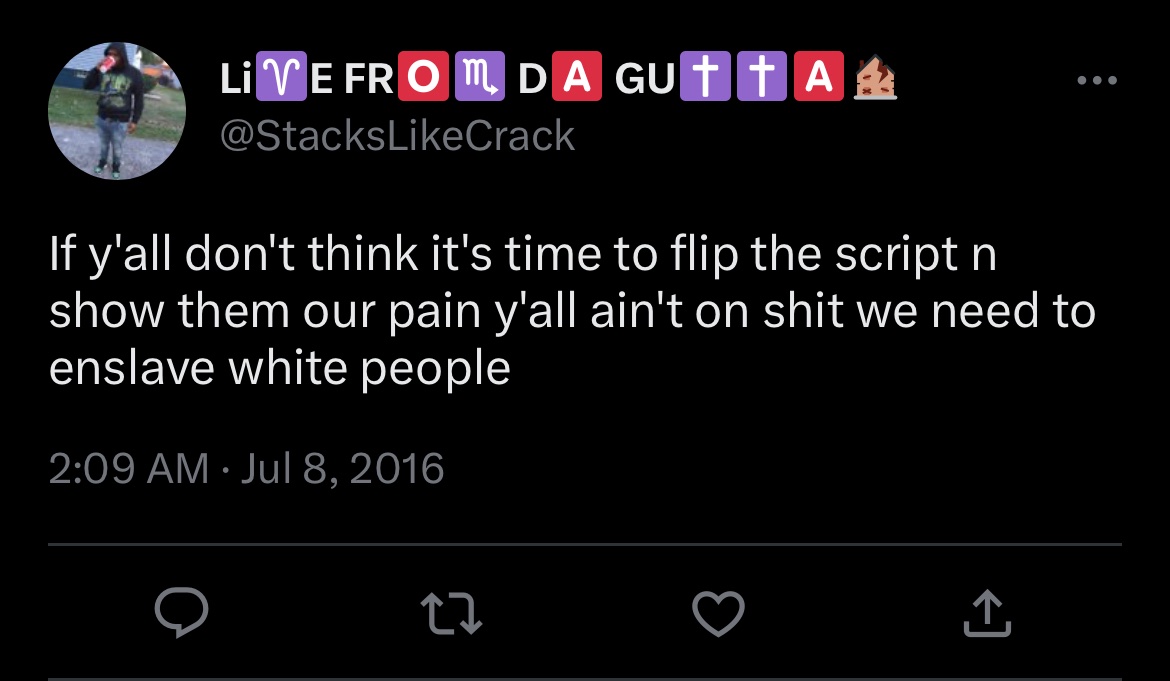 Li♈E FR🅾♏ D🅰 GU✝✝🅰🏚
@StacksLikeCrack
If y'all don't think it's time to flip the script n
show them our pain y'all ain't on shit we need to
enslave white people
2:09 AM · Jul 8, 2016